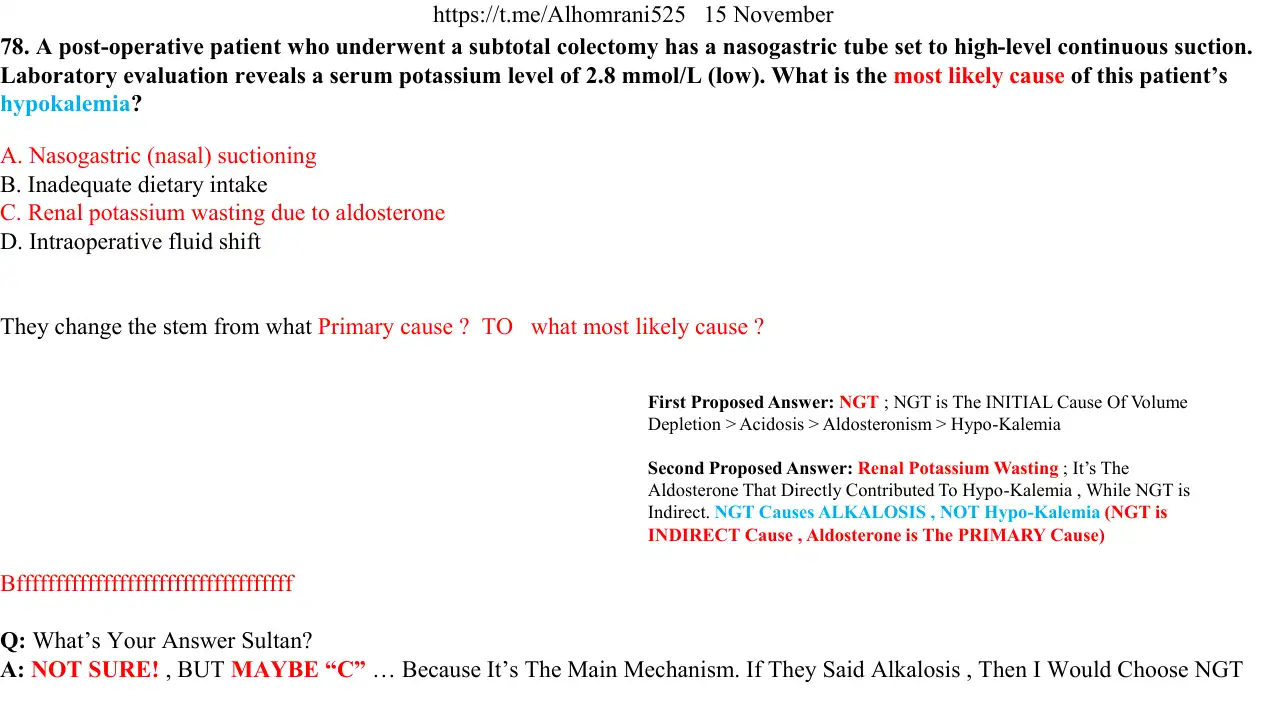 https://t.me/Alhomrani525   15 November
78. A post-operative patient who underwent a subtotal colectomy has a nasogastric tube set to high-level continuous suction.
Laboratory evaluation reveals a serum potassium level of 2.8 mmol/L (low). What is the most likely cause of this patient’s
hypokalemia?
A. Nasogastric (nasal) suctioning
B. Inadequate dietary intake
C. Renal potassium wasting due to aldosterone
D. Intraoperative fluid shift
They change the stem from what Primary cause ?  TO   what most likely cause ?
First Proposed Answer: NGT ; NGT is The INITIAL Cause Of Volume
Depletion > Acidosis > Aldosteronism > Hypo-Kalemia
Second Proposed Answer: Renal Potassium Wasting ; It’s The
Aldosterone That Directly Contributed To Hypo-Kalemia , While NGT is
Indirect. NGT Causes ALKALOSIS , NOT Hypo-Kalemia (NGT is
INDIRECT Cause , Aldosterone is The PRIMARY Cause)
Bfffffffffffffffffffffffffffffffffff
Q: What’s Your Answer Sultan?
A: NOT SURE! , BUT MAYBE “C” … Because It’s The Main Mechanism. If They Said Alkalosis , Then I Would Choose NGT